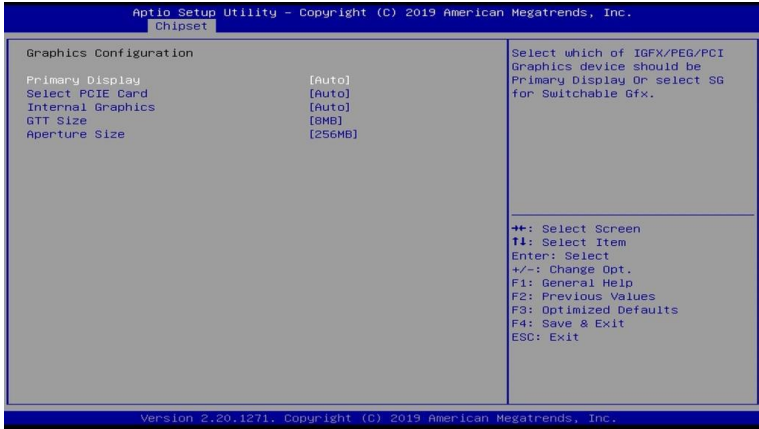 Aptio Setup Utility – Copyright (C) 2019 American Megatrends, Inc.
Chipset
Graphics Configuration
Primary Display [Auto]
Select PCIE Card [Auto]
Internal Graphics [Auto]
GTT Size [8MB]
Aperture Size [256MB]
Select which of IGFX/PEG/PCI
Graphics device should be
Primary Display Or select SG
for Switchable Gfx.
→←: Select Screen
↑↓: Select Item
Enter: Select
+/-: Change Opt.
F1: General Help
F2: Previous Values
F3: Optimized Defaults
F4: Save & Exit
ESC: Exit
Version 2.20.1271. Copyright (C) 2019 American Megatrends, Inc.